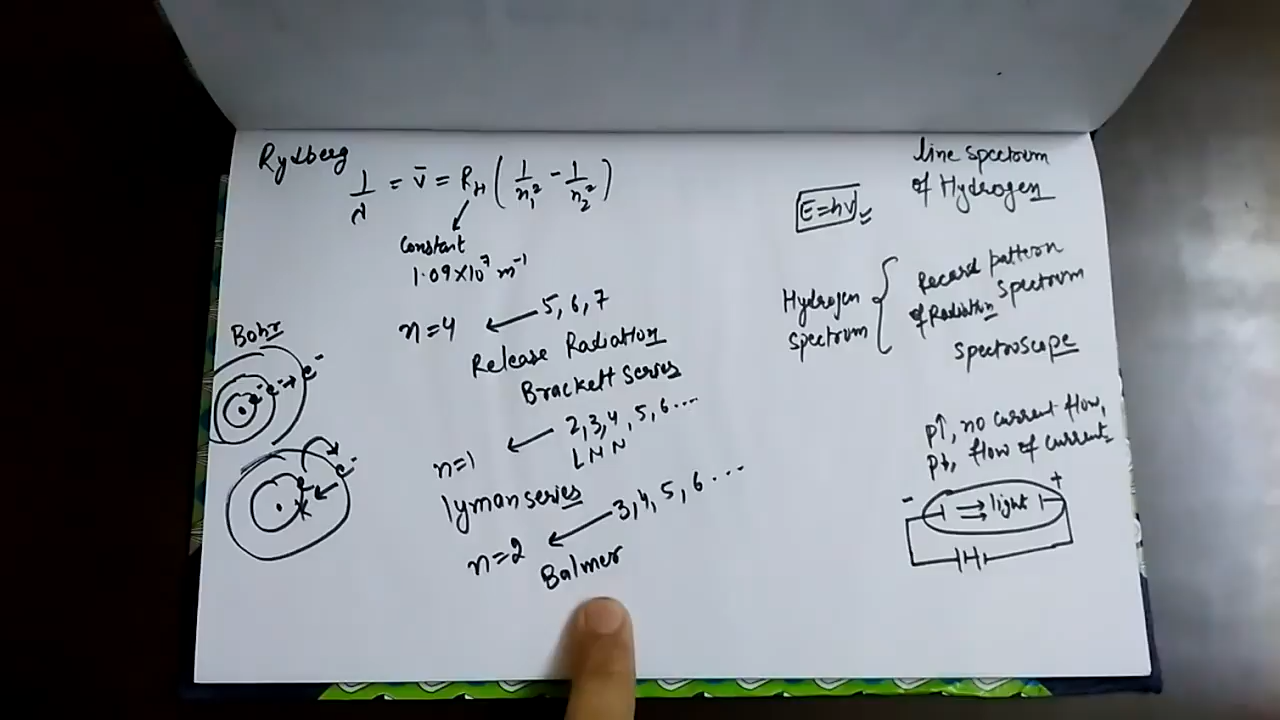 Rydberg
1/λ = ν̄ = R_H ( 1/n₁² - 1/n₂² )
Constant
1.09×10⁷ m⁻¹
n=4 ← 5, 6, 7
Release Radiation
Brackett series
n=1 ← 2, 3, 4, 5, 6 ...
L M N
lyman series
n=2 ← 3, 4, 5, 6 ...
Balmer
Bohr
e⁻ e⁻ → e⁻
e e⁻
line spectrum
of Hydrogen
E=hν
Hydrogen
spectrum
Record pattern
of Radiation spectrum
spectroscope
p↑, no current flow,
p↓, flow of current
- +
light